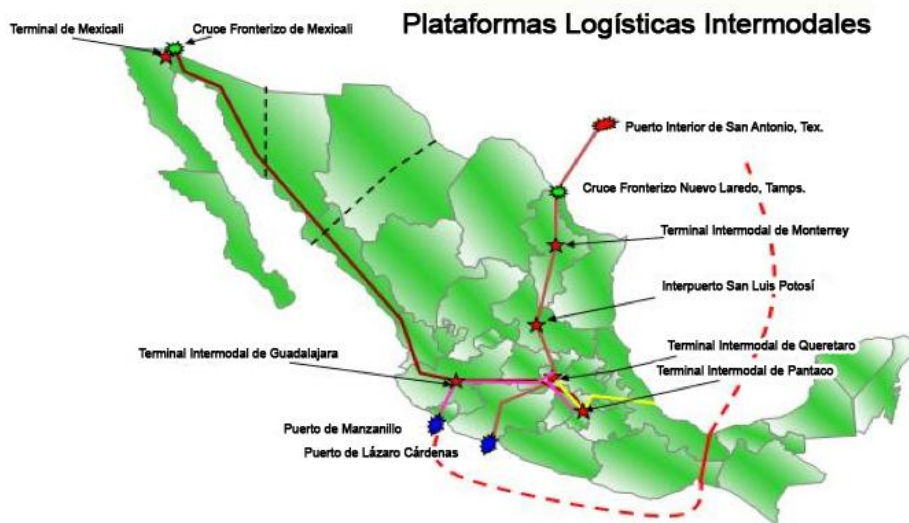 Plataformas Logísticas Intermodales
Terminal de Mexicali
Cruce Fronterizo de Mexicali
Puerto Interior de San Antonio, Tex.
Cruce Fronterizo Nuevo Laredo, Tamps.
Terminal Intermodal de Monterrey
Interpuerto San Luis Potosí
Terminal Intermodal de Queretaro
Terminal Intermodal de Guadalajara
Terminal Intermodal de Pantaco
Puerto de Manzanillo
Puerto de Lázaro Cárdenas